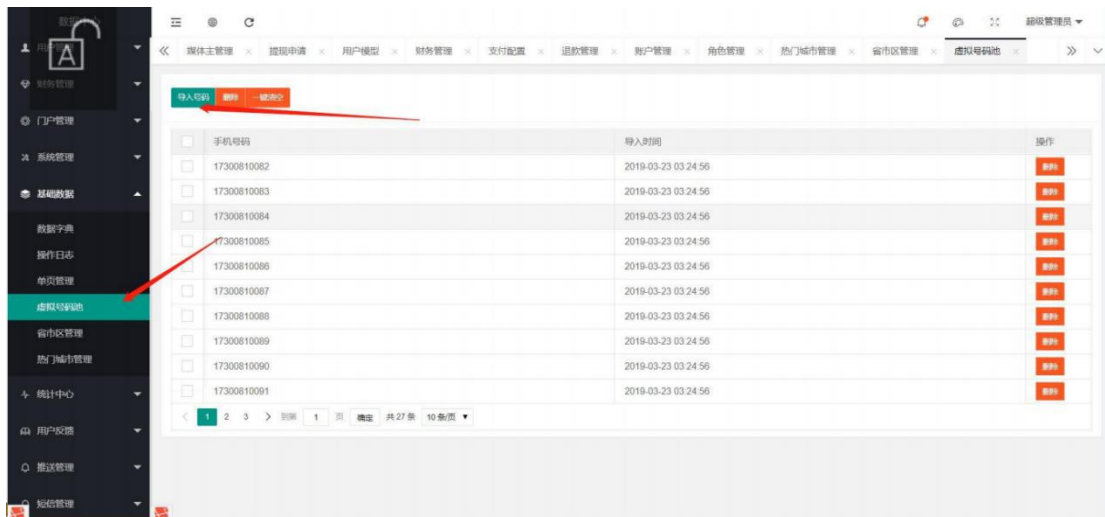 数据中心
超级管理员
媒体主管理 × 提现申请 × 用户模型 × 财务管理 × 支付配置 × 退款管理 × 账户管理 × 角色管理 × 热门城市管理 × 省市区管理 × 虚拟号码池 ×
A
财务管理
门户管理
系统管理
基础数据
数据字典
操作日志
单页管理
虚拟号码池
省市区管理
热门城市管理
统计中心
用户反馈
推送管理
短信管理
导入号码 删除 一键清空
手机号码 导入时间 操作
17300810082 2019-03-23 03:24:56 删除
17300810083 2019-03-23 03:24:56 删除
17300810084 2019-03-23 03:24:56 删除
17300810085 2019-03-23 03:24:56 删除
17300810086 2019-03-23 03:24:56 删除
17300810087 2019-03-23 03:24:56 删除
17300810088 2019-03-23 03:24:56 删除
17300810089 2019-03-23 03:24:56 删除
17300810090 2019-03-23 03:24:56 删除
17300810091 2019-03-23 03:24:56 删除
1 2 3 到第 1 页 确定 共 27 条 10 条/页